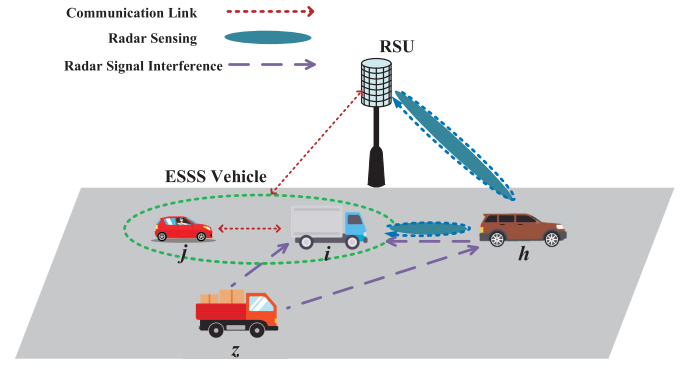 Communication Link
Radar Sensing
Radar Signal Interference
RSU
ESSS Vehicle
j
i
h
z